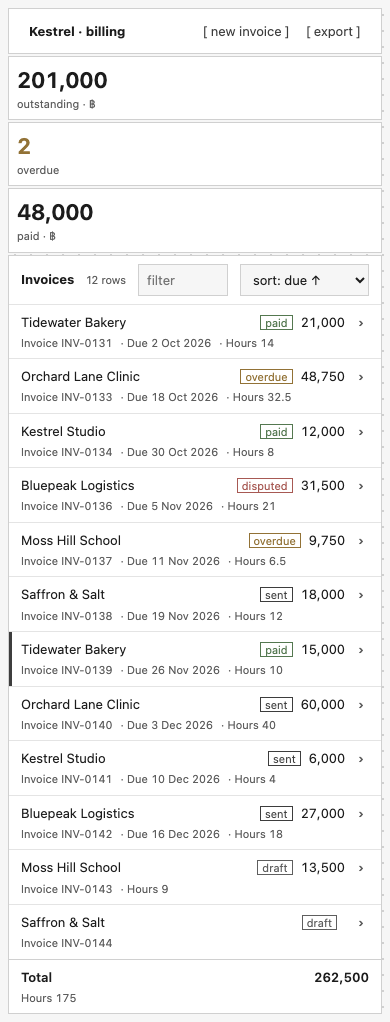 Kestrel · billing [ new invoice ] [ export ]
201,000
outstanding · ฿
2
overdue
48,000
paid · ฿
Invoices 12 rows filter sort: due ↑
Tidewater Bakery paid 21,000 ›
Invoice INV-0131 · Due 2 Oct 2026 · Hours 14
Orchard Lane Clinic overdue 48,750 ›
Invoice INV-0133 · Due 18 Oct 2026 · Hours 32.5
Kestrel Studio paid 12,000 ›
Invoice INV-0134 · Due 30 Oct 2026 · Hours 8
Bluepeak Logistics disputed 31,500 ›
Invoice INV-0136 · Due 5 Nov 2026 · Hours 21
Moss Hill School overdue 9,750 ›
Invoice INV-0137 · Due 11 Nov 2026 · Hours 6.5
Saffron & Salt sent 18,000 ›
Invoice INV-0138 · Due 19 Nov 2026 · Hours 12
Tidewater Bakery paid 15,000 ›
Invoice INV-0139 · Due 26 Nov 2026 · Hours 10
Orchard Lane Clinic sent 60,000 ›
Invoice INV-0140 · Due 3 Dec 2026 · Hours 40
Kestrel Studio sent 6,000 ›
Invoice INV-0141 · Due 10 Dec 2026 · Hours 4
Bluepeak Logistics sent 27,000 ›
Invoice INV-0142 · Due 16 Dec 2026 · Hours 18
Moss Hill School draft 13,500 ›
Invoice INV-0143 · Hours 9
Saffron & Salt draft ›
Invoice INV-0144
Total 262,500
Hours 175